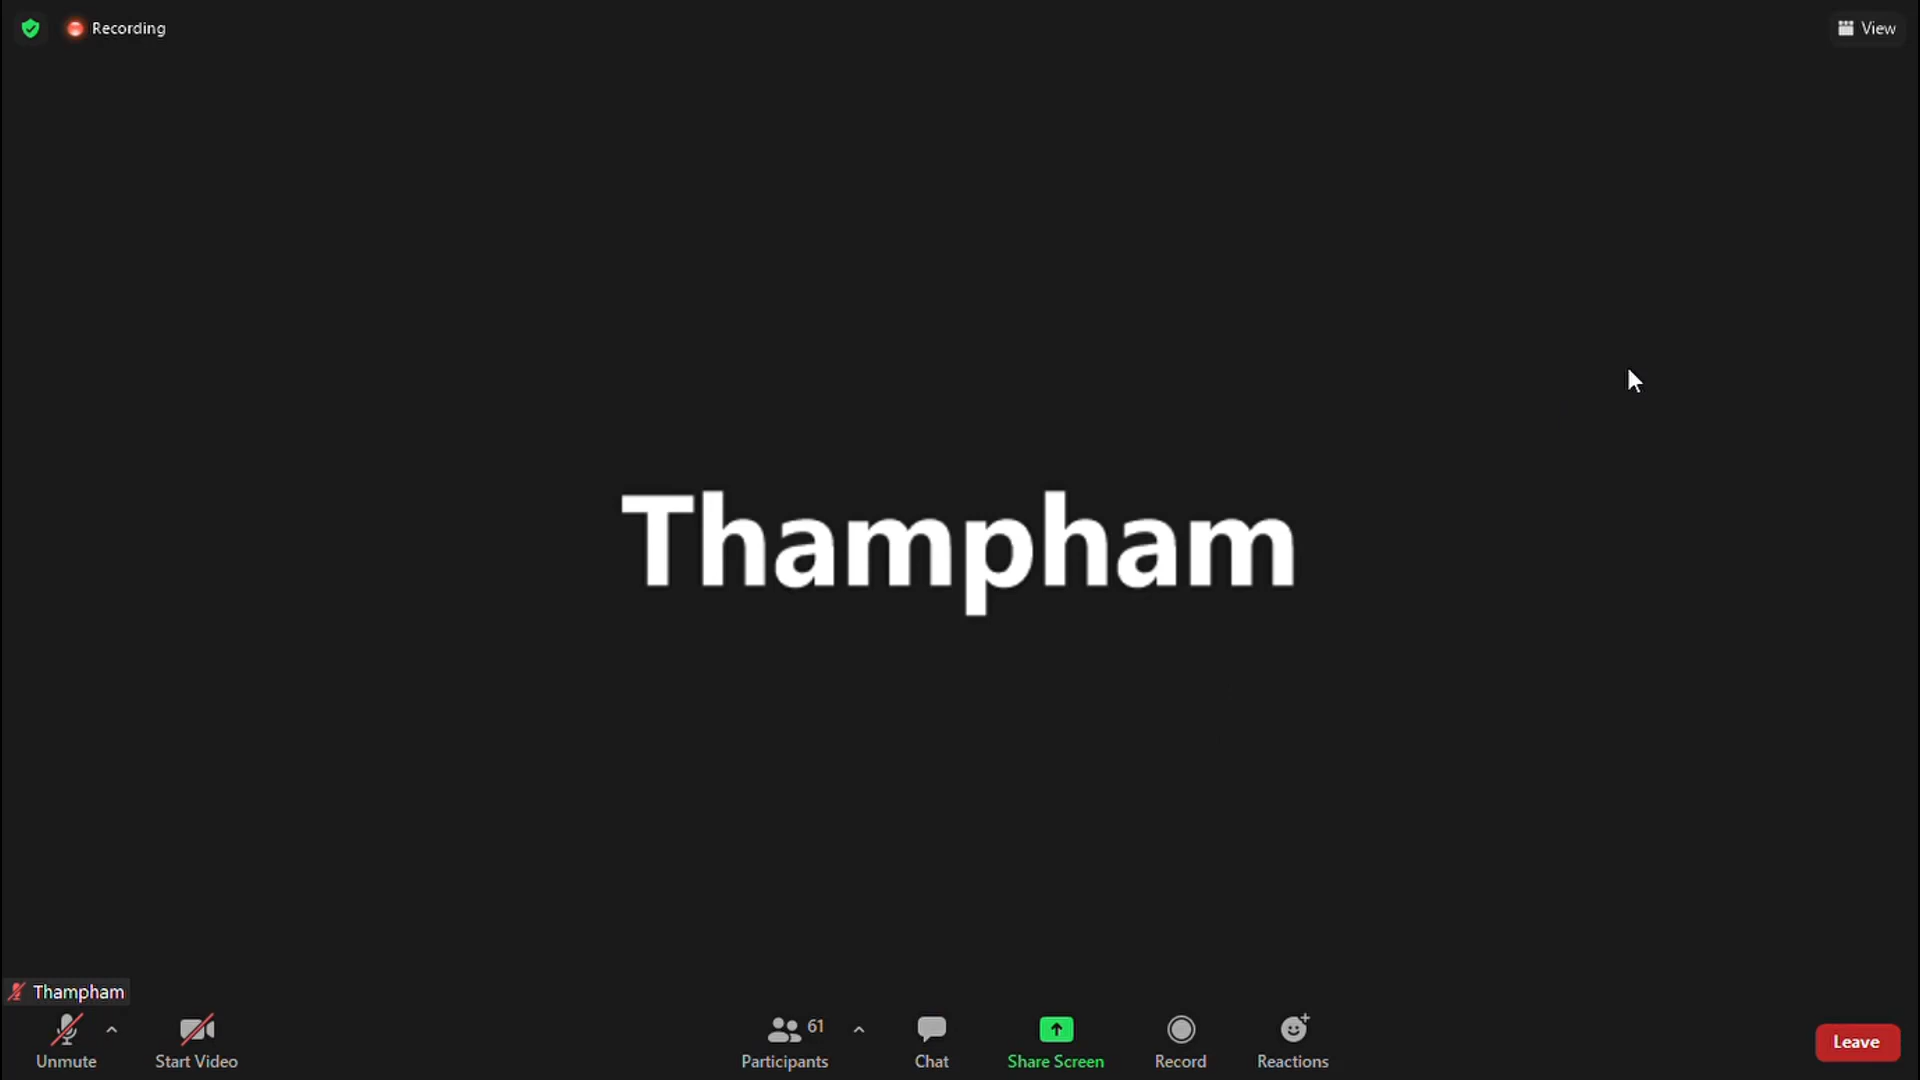 Recording
View
Thampham
Thampham
Unmute
Start Video
61
Participants
Chat
Share Screen
Record
Reactions
Leave